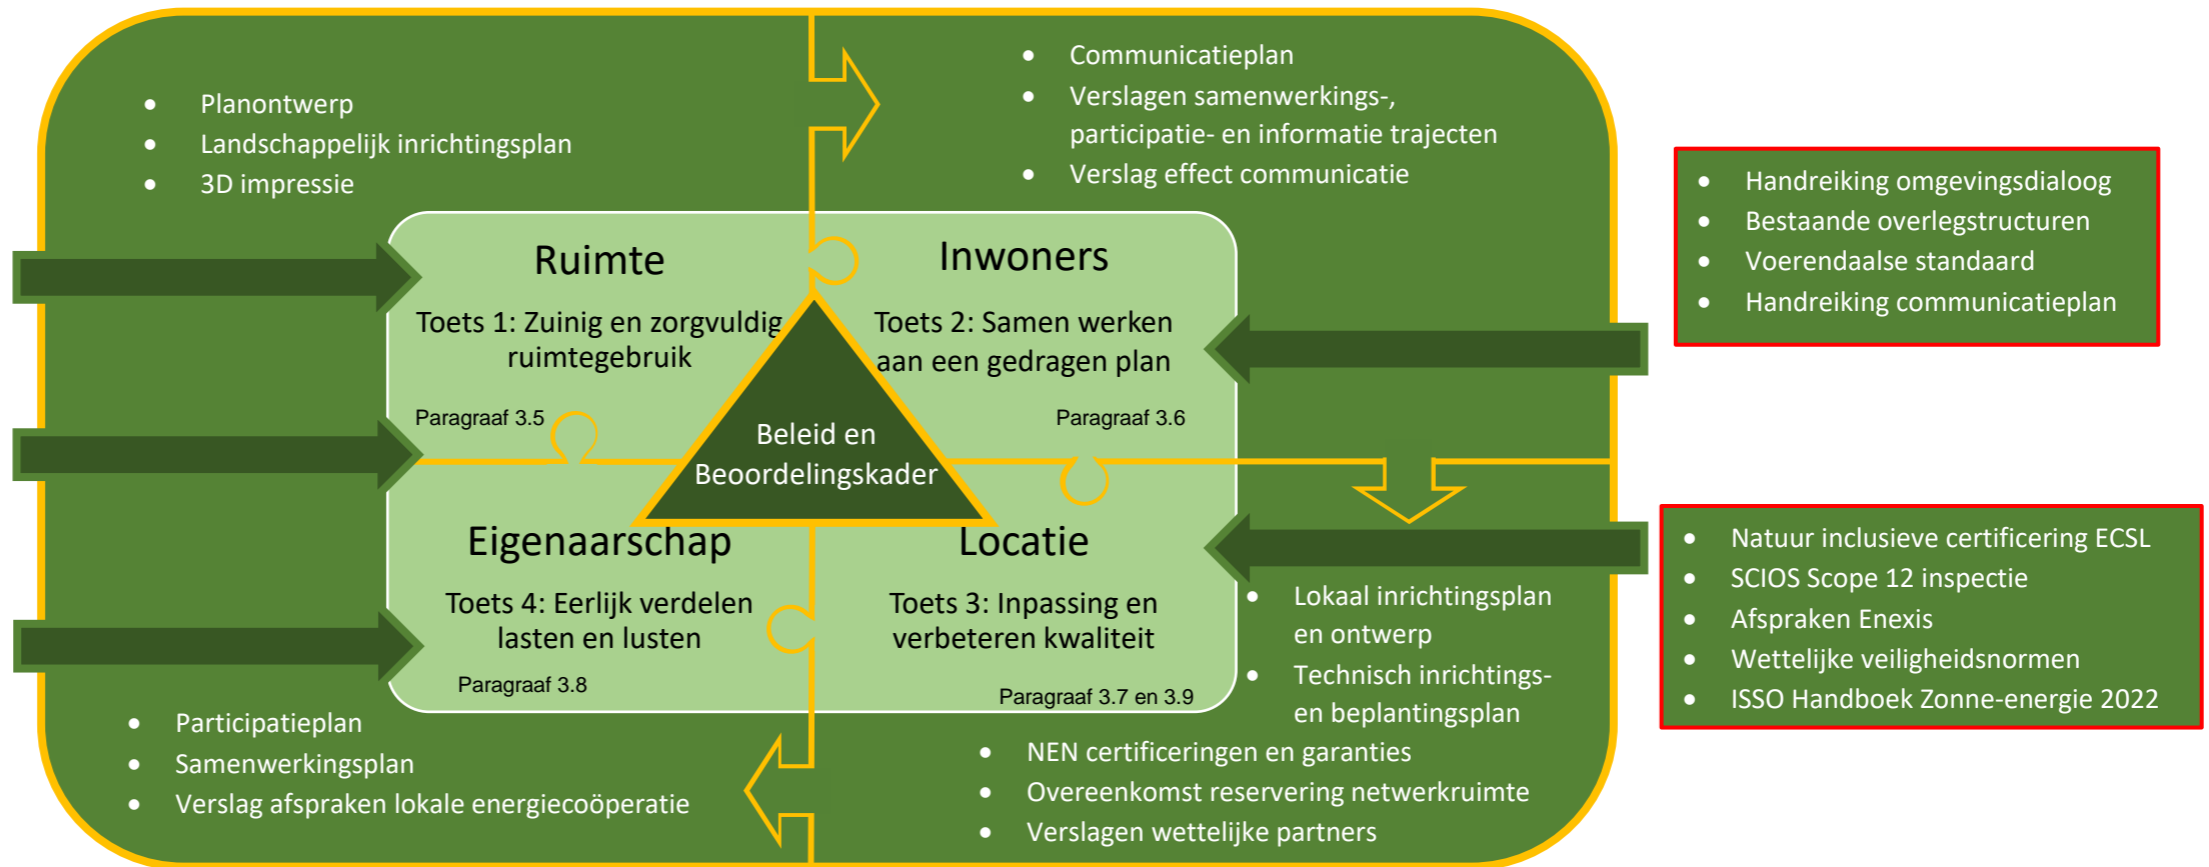 • Planontwerp
• Landschappelijk inrichtingsplan
• 3D impressie
• Communicatieplan
• Verslagen samenwerkings-,
participatie- en informatie trajecten
• Verslag effect communicatie
• Handreiking omgevingsdialoog
• Bestaande overlegstructuren
• Voerendaalse standaard
• Handreiking communicatieplan
Ruimte
Toets 1: Zuinig en zorgvuldig
ruimtegebruik
Paragraaf 3.5
Inwoners
Toets 2: Samen werken
aan een gedragen plan
Paragraaf 3.6
Beleid en
Beoordelingskader
Eigenaarschap
Toets 4: Eerlijk verdelen
lasten en lusten
Paragraaf 3.8
Locatie
Toets 3: Inpassing en
verbeteren kwaliteit
Paragraaf 3.7 en 3.9
• Lokaal inrichtingsplan
en ontwerp
• Technisch inrichtings-
en beplantingsplan
• NEN certificeringen en garanties
• Overeenkomst reservering netwerkruimte
• Verslagen wettelijke partners
• Natuur inclusieve certificering ECSL
• SCIOS Scope 12 inspectie
• Afspraken Enexis
• Wettelijke veiligheidsnormen
• ISSO Handboek Zonne-energie 2022
• Participatieplan
• Samenwerkingsplan
• Verslag afspraken lokale energiecoöperatie